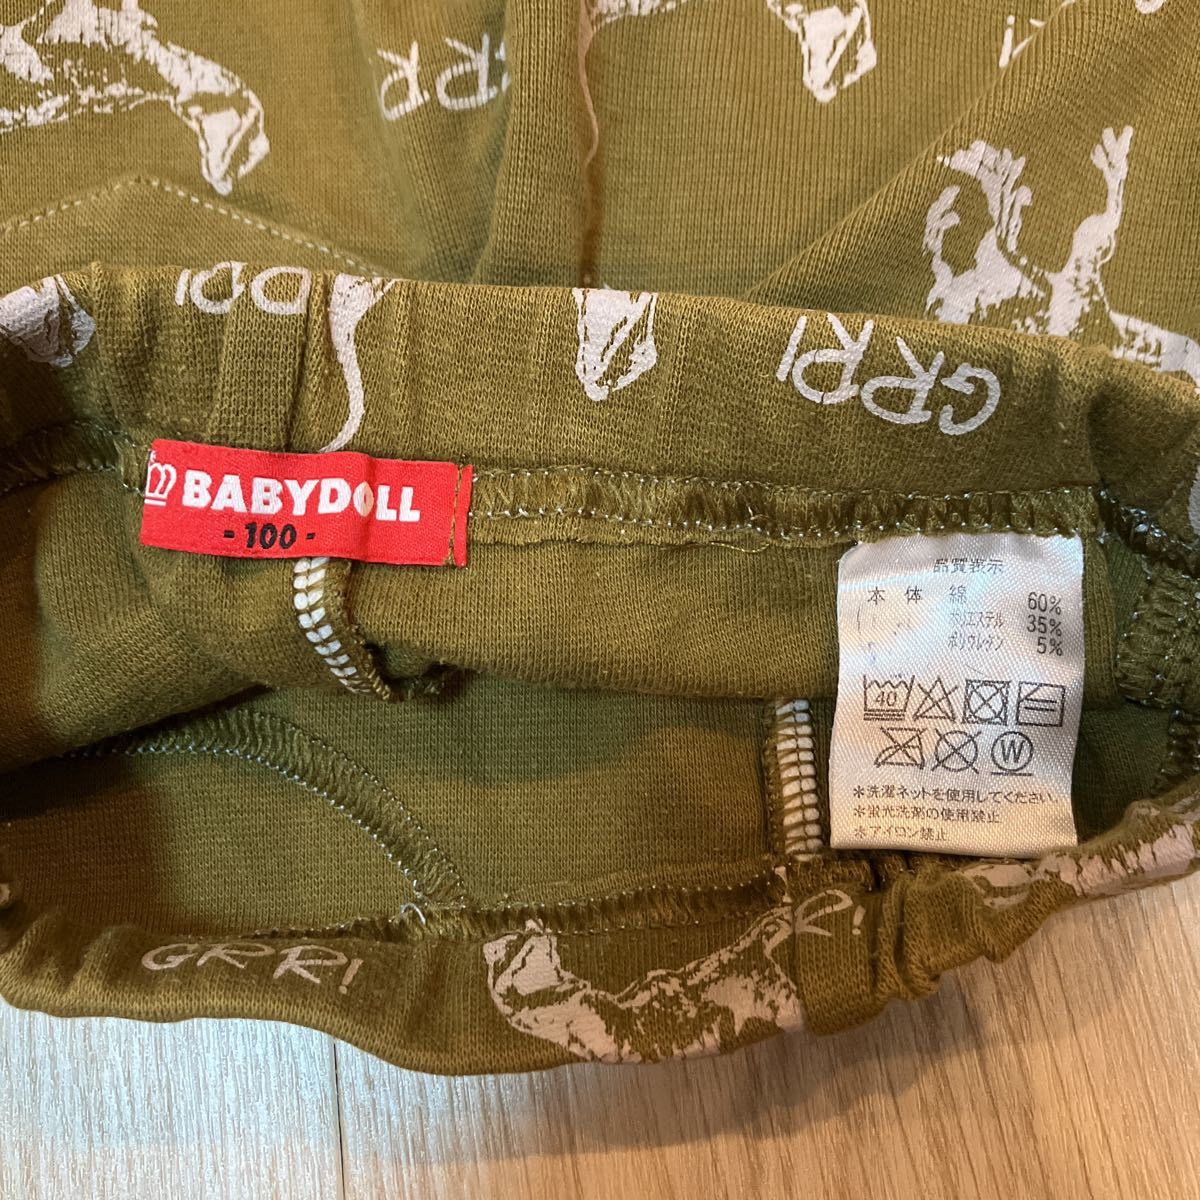 GRR!
GRR!
BABYDOLL
- 100 -
品質表示
本体 綿 60%
ポリエステル 35%
ポリウレタン 5%
40
W
*洗濯ネットを使用してください
*蛍光洗剤の使用禁止
*アイロン禁止
GRR!